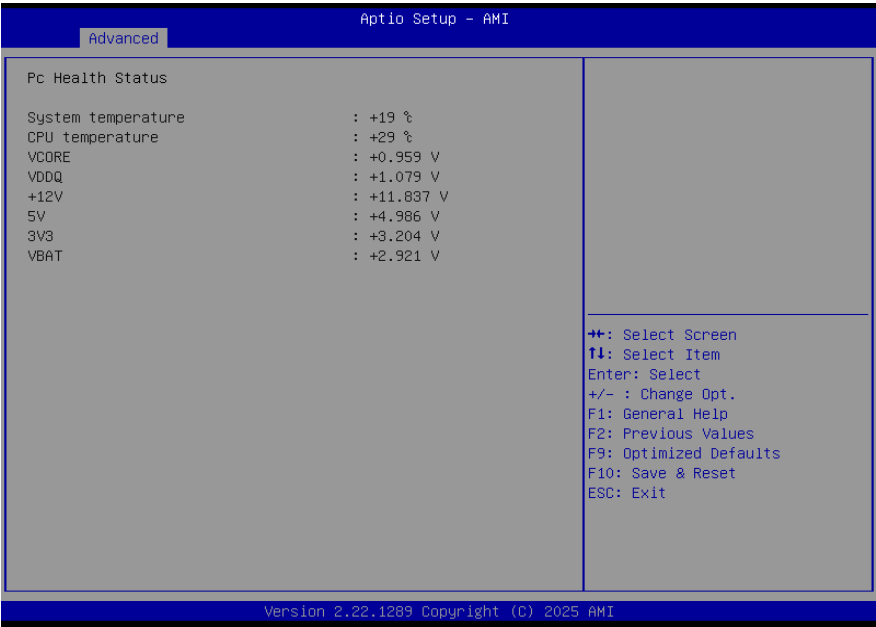 Aptio Setup – AMI
Advanced
Pc Health Status
System temperature : +19 ℃
CPU temperature : +29 ℃
VCORE : +0.959 V
VDDQ : +1.079 V
+12V : +11.837 V
5V : +4.986 V
3V3 : +3.204 V
VBAT : +2.921 V
→←: Select Screen
↑↓: Select Item
Enter: Select
+/- : Change Opt.
F1: General Help
F2: Previous Values
F9: Optimized Defaults
F10: Save & Reset
ESC: Exit
Version 2.22.1289 Copyright (C) 2025 AMI